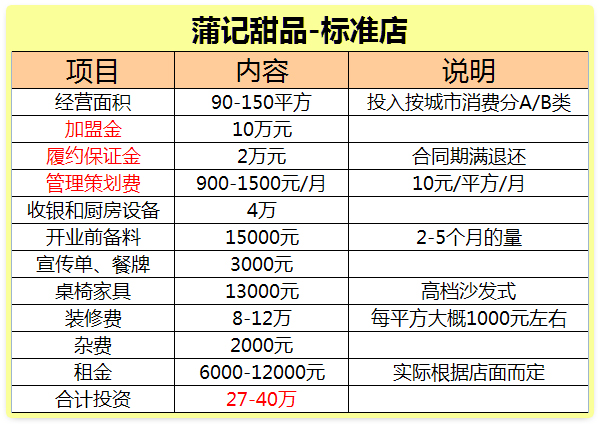 蒲记甜品-标准店
项目 内容 说明
经营面积 90-150平方 投入按城市消费分A/B类
加盟金 10万元
履约保证金 2万元 合同期满退还
管理策划费 900-1500元/月 10元/平方/月
收银和厨房设备 4万
开业前备料 15000元 2-5个月的量
宣传单、餐牌 3000元
桌椅家具 13000元 高档沙发式
装修费 8-12万 每平方大概1000元左右
杂费 2000元
租金 6000-12000元 实际根据店面而定
合计投资 27-40万